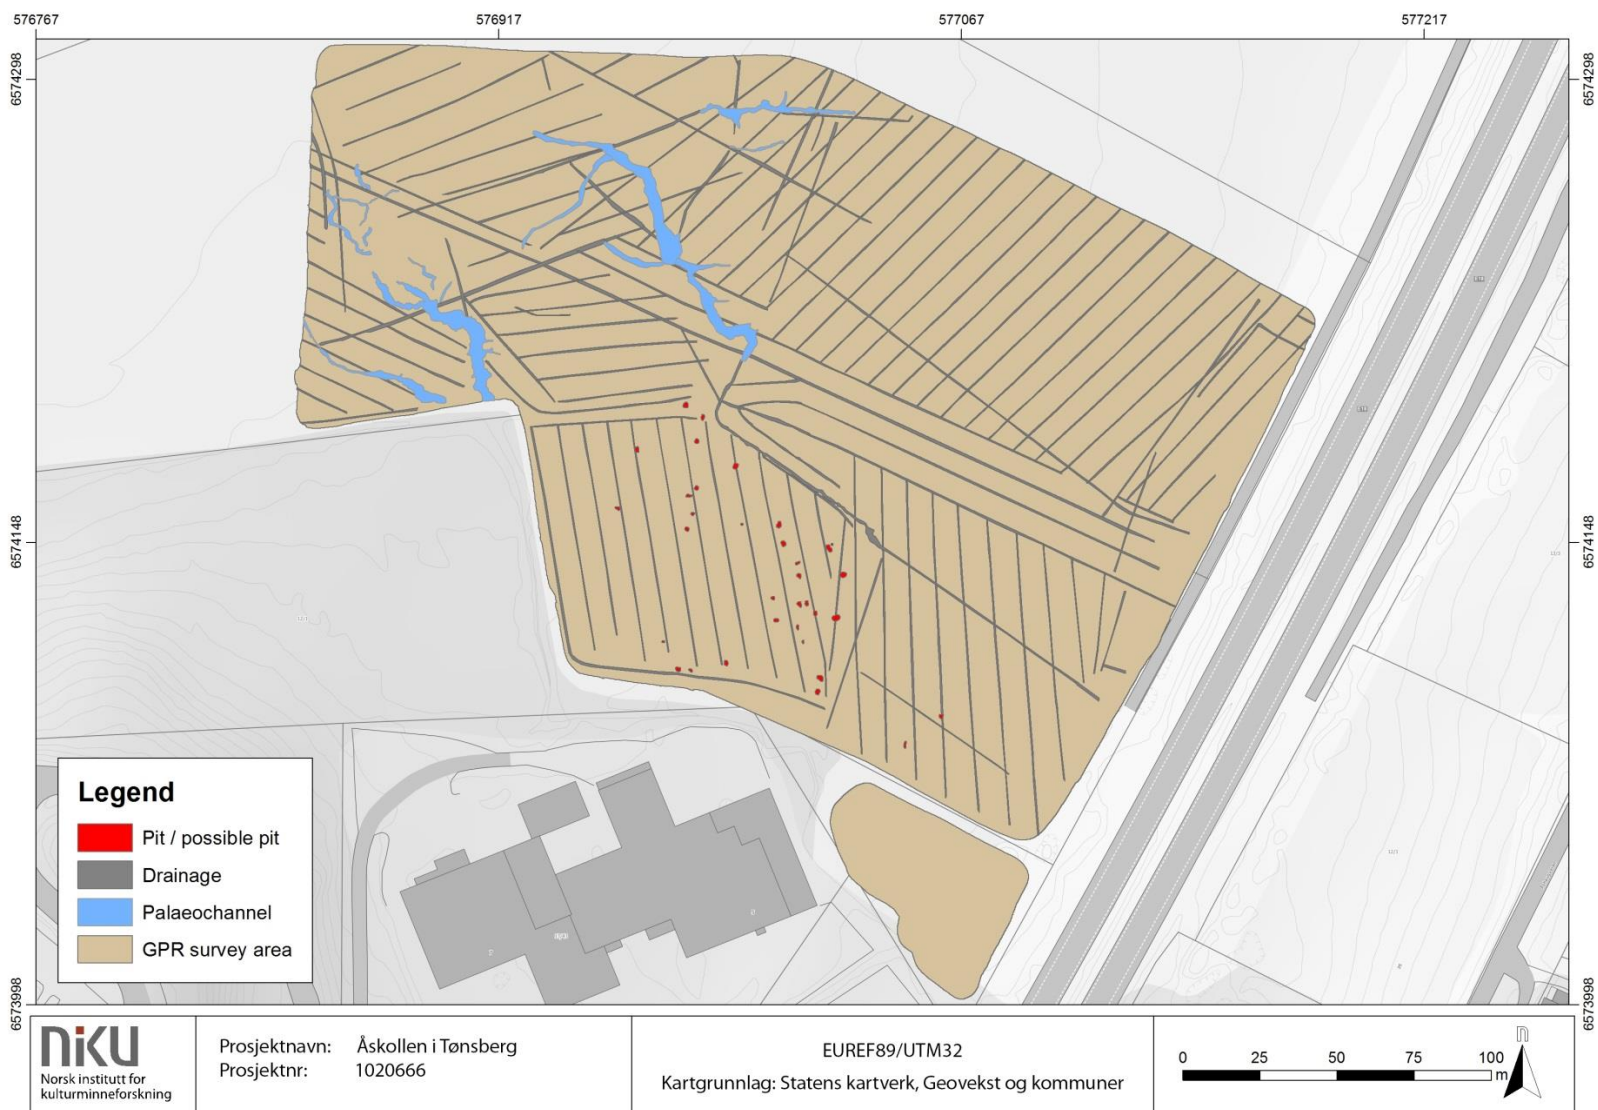 576767
576917
577067
577217
6574298
6574298
6574148
6574148
6573998
6573998
Legend
Pit / possible pit
Drainage
Palaeochannel
GPR survey area
niKU
Norsk institutt for
kulturminneforskning
Prosjektnavn: Åskollen i Tønsberg
Prosjektnr: 1020666
EUREF89/UTM32
Kartgrunnlag: Statens kartverk, Geovekst og kommuner
0 25 50 75 100
m
n